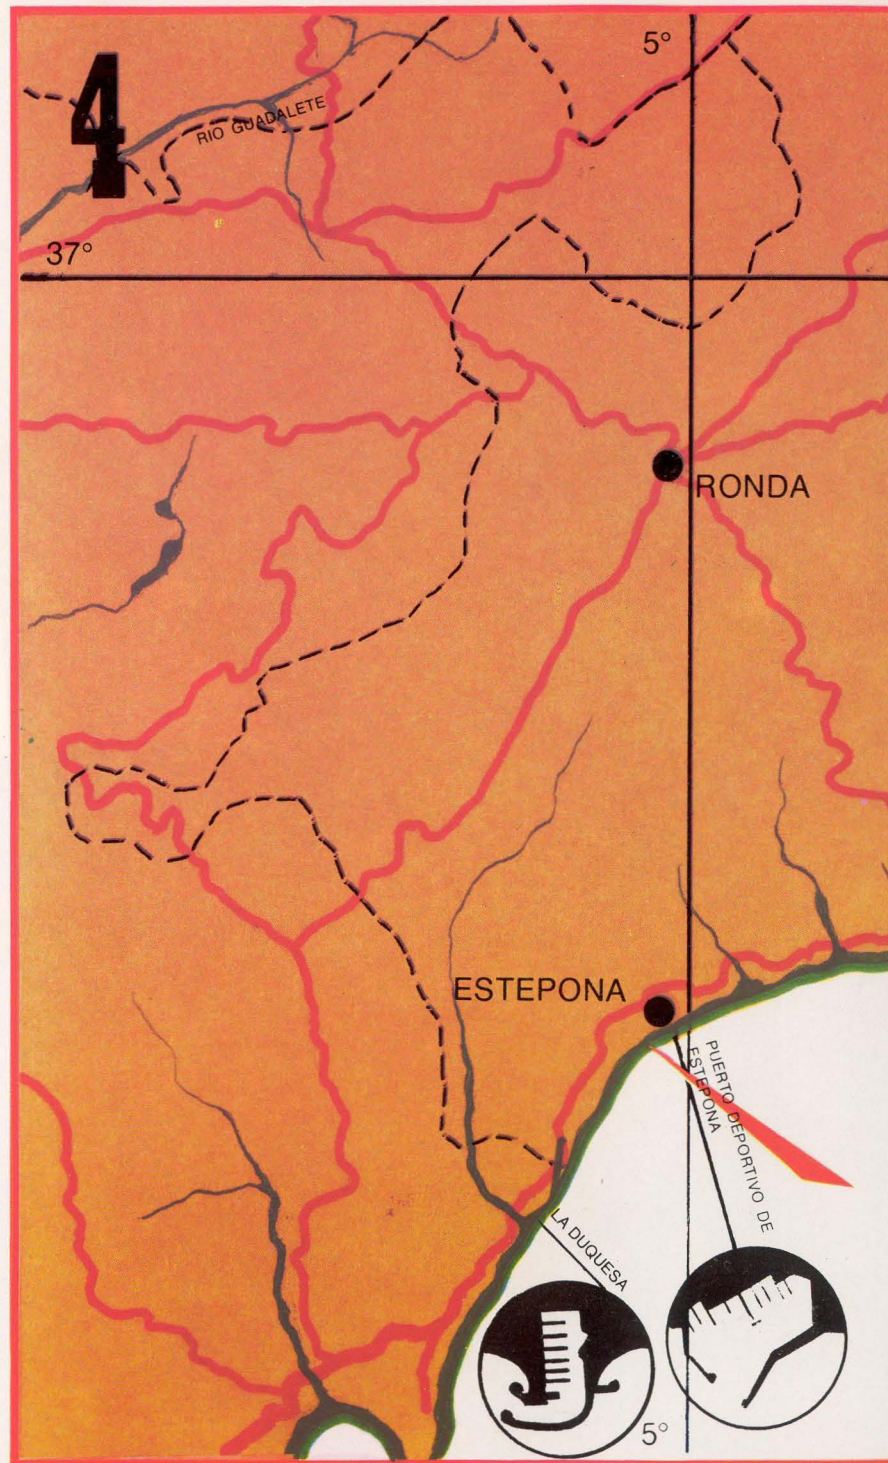 4
5°
RIO GUADALETE
37°
RONDA
ESTEPONA
PUERTO DEPORTIVO DE
ESTEPONA
LA DUQUESA
5°